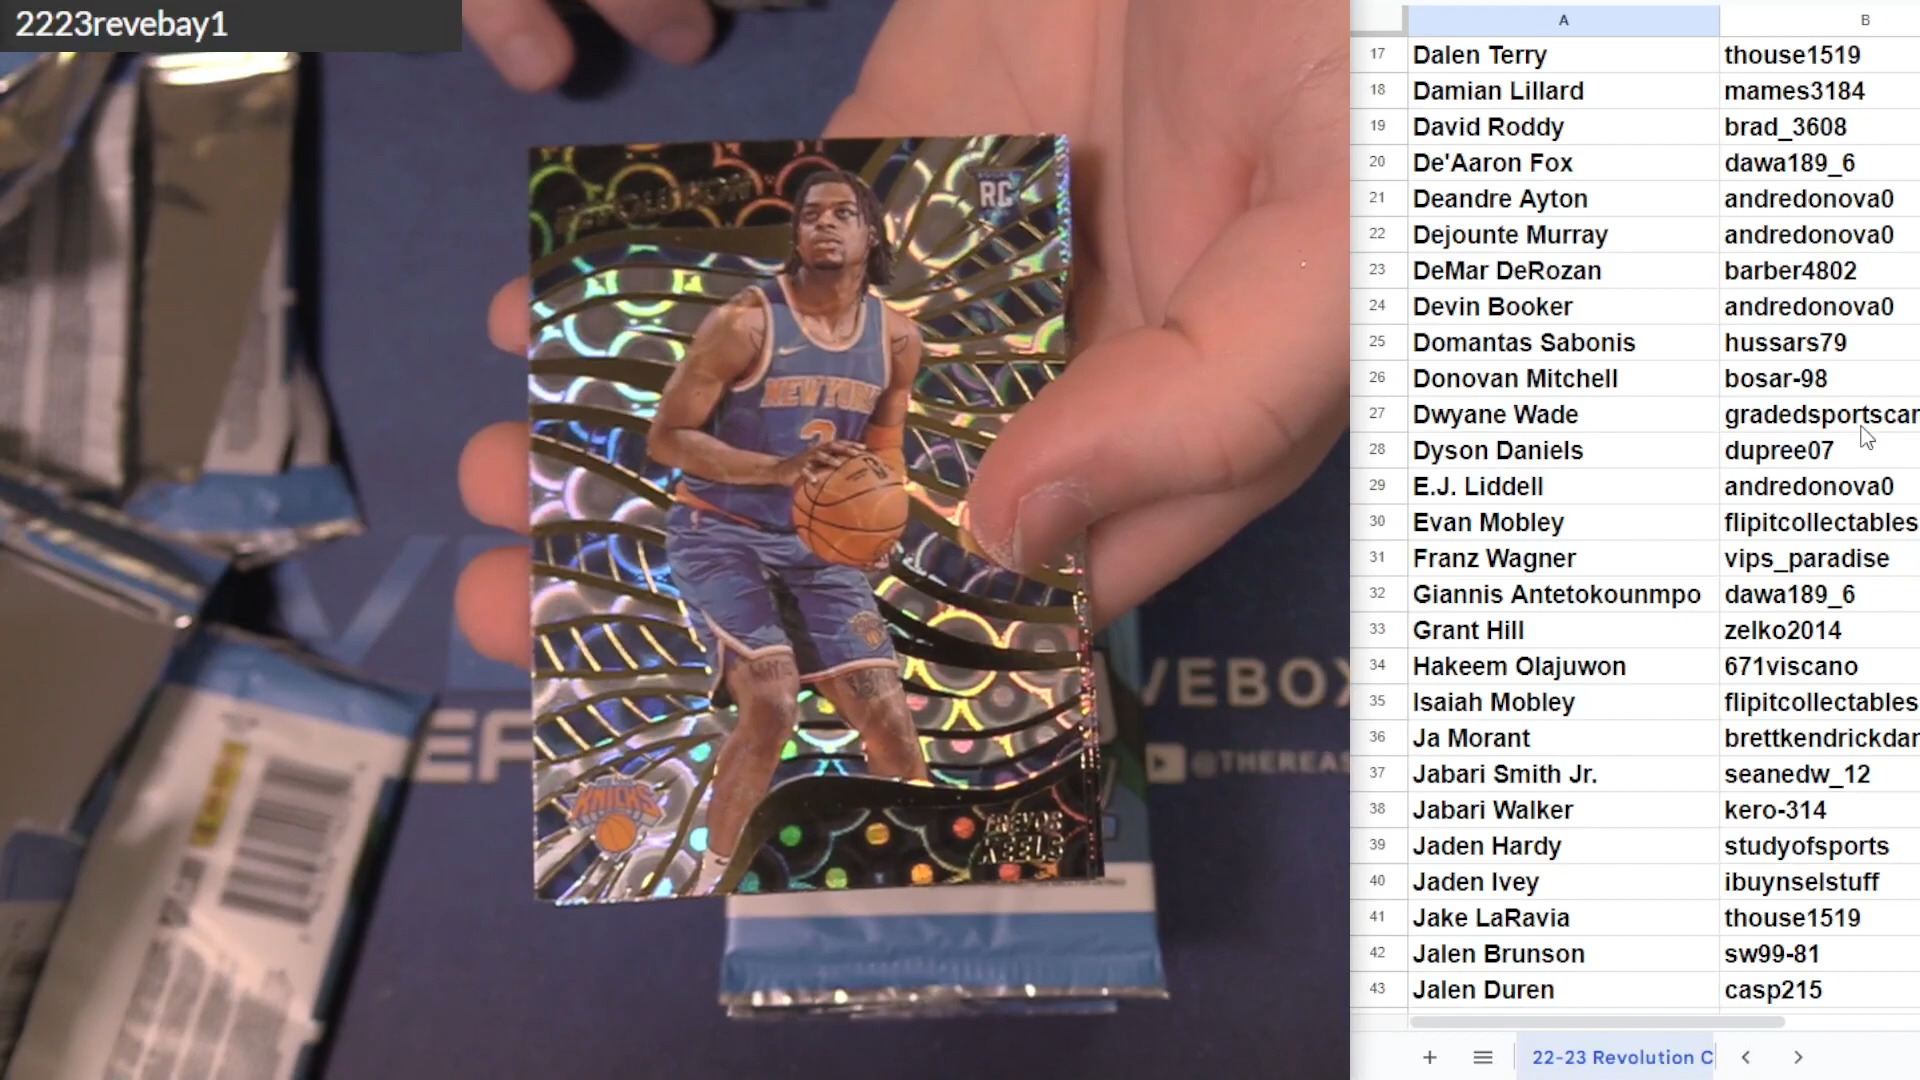 2223revebay1
REVOLUTION
RC
NEW YORK
KNICKS
TREVOR
KEELS
VEBOX
@THEREA
A B
17 Dalen Terry thouse1519
18 Damian Lillard mames3184
19 David Roddy brad_3608
20 De'Aaron Fox dawa189_6
21 Deandre Ayton andredonova0
22 Dejounte Murray andredonova0
23 DeMar DeRozan barber4802
24 Devin Booker andredonova0
25 Domantas Sabonis hussars79
26 Donovan Mitchell bosar-98
27 Dwyane Wade gradedsportscar
28 Dyson Daniels dupree07
29 E.J. Liddell andredonova0
30 Evan Mobley flipitcollectables
31 Franz Wagner vips_paradise
32 Giannis Antetokounmpo dawa189_6
33 Grant Hill zelko2014
34 Hakeem Olajuwon 671viscano
35 Isaiah Mobley flipitcollectables
36 Ja Morant brettkendrickdar
37 Jabari Smith Jr. seanedw_12
38 Jabari Walker kero-314
39 Jaden Hardy studyofsports
40 Jaden Ivey ibuynselstuff
41 Jake LaRavia thouse1519
42 Jalen Brunson sw99-81
43 Jalen Duren casp215
22-23 Revolution C